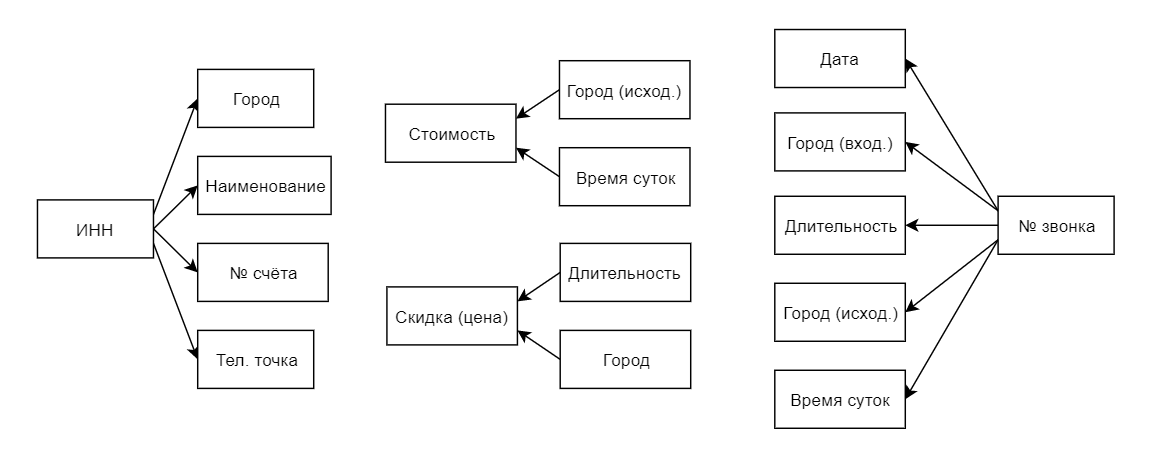 ИНН
Город
Наименование
№ счёта
Тел. точка
Стоимость
Город (исход.)
Время суток
Скидка (цена)
Длительность
Город
Дата
Город (вход.)
Длительность
Город (исход.)
Время суток
№ звонка